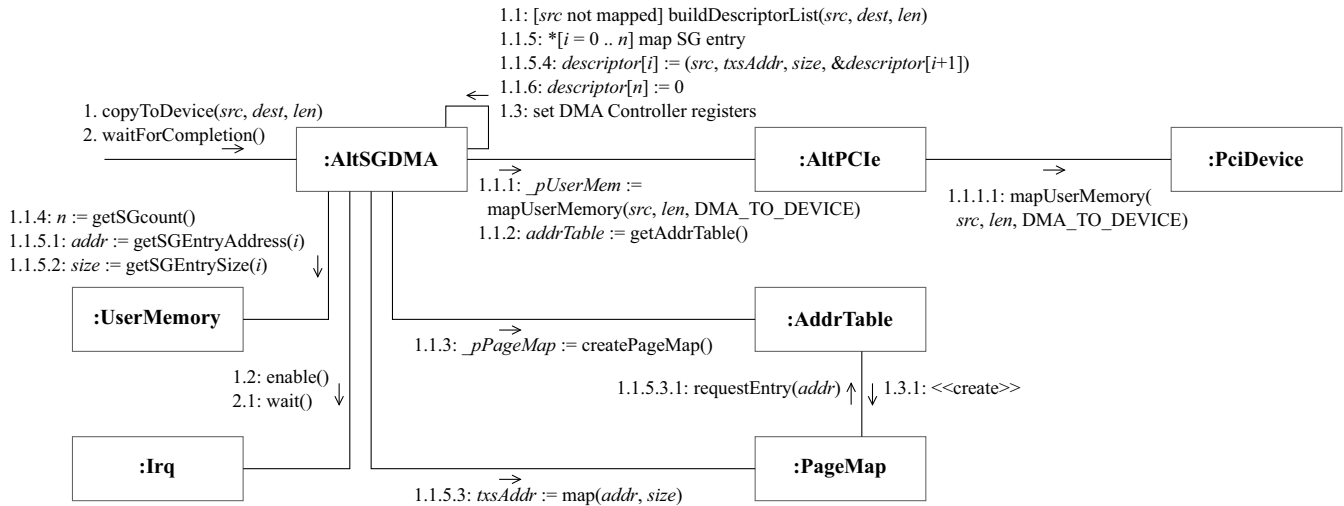 1.1: [src not mapped] buildDescriptorList(src, dest, len)
1.1.5: *[i = 0 .. n] map SG entry
1.1.5.4: descriptor[i] := (src, txsAddr, size, &descriptor[i+1])
1.1.6: descriptor[n] := 0
1.3: set DMA Controller registers
1. copyToDevice(src, dest, len)
2. waitForCompletion()
:AltSGDMA
:AltPCIe
:PciDevice
1.1.1: _pUserMem :=
mapUserMemory(src, len, DMA_TO_DEVICE)
1.1.2: addrTable := getAddrTable()
1.1.1.1: mapUserMemory(
src, len, DMA_TO_DEVICE)
1.1.4: n := getSGcount()
1.1.5.1: addr := getSGEntryAddress(i)
1.1.5.2: size := getSGEntrySize(i)
:UserMemory
:AddrTable
1.1.3: _pPageMap := createPageMap()
1.2: enable()
2.1: wait()
1.1.5.3.1: requestEntry(addr)
1.3.1: <<create>>
:Irq
:PageMap
1.1.5.3: txsAddr := map(addr, size)